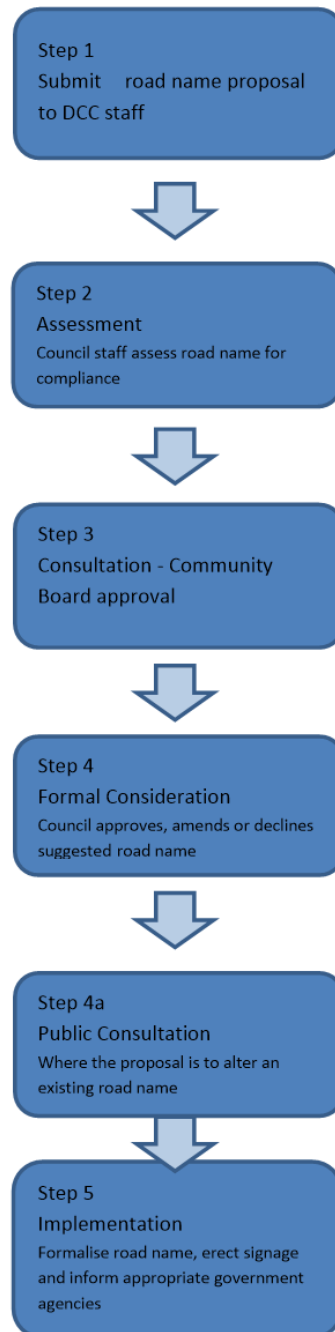 Step 1
Submit road name proposal
to DCC staff
Step 2
Assessment
Council staff assess road name for
compliance
Step 3
Consultation - Community
Board approval
Step 4
Formal Consideration
Council approves, amends or declines
suggested road name
Step 4a
Public Consultation
Where the proposal is to alter an
existing road name
Step 5
Implementation
Formalise road name, erect signage
and inform appropriate government
agencies